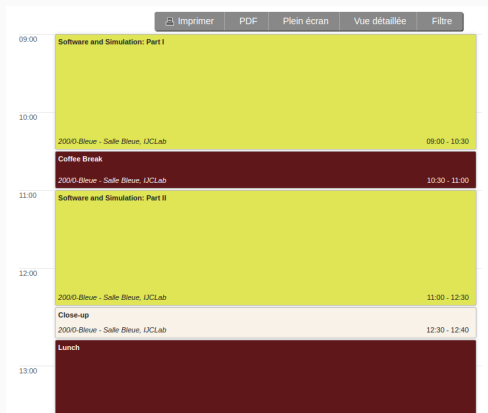 Imprimer PDF Plein écran Vue détaillée Filtre
09:00
Software and Simulation: Part I
10:00
200/0-Bleue - Salle Bleue, IJCLab 09:00 - 10:30
Coffee Break
200/0-Bleue - Salle Bleue, IJCLab 10:30 - 11:00
11:00
Software and Simulation: Part II
12:00
200/0-Bleue - Salle Bleue, IJCLab 11:00 - 12:30
Close-up
200/0-Bleue - Salle Bleue, IJCLab 12:30 - 12:40
Lunch
13:00